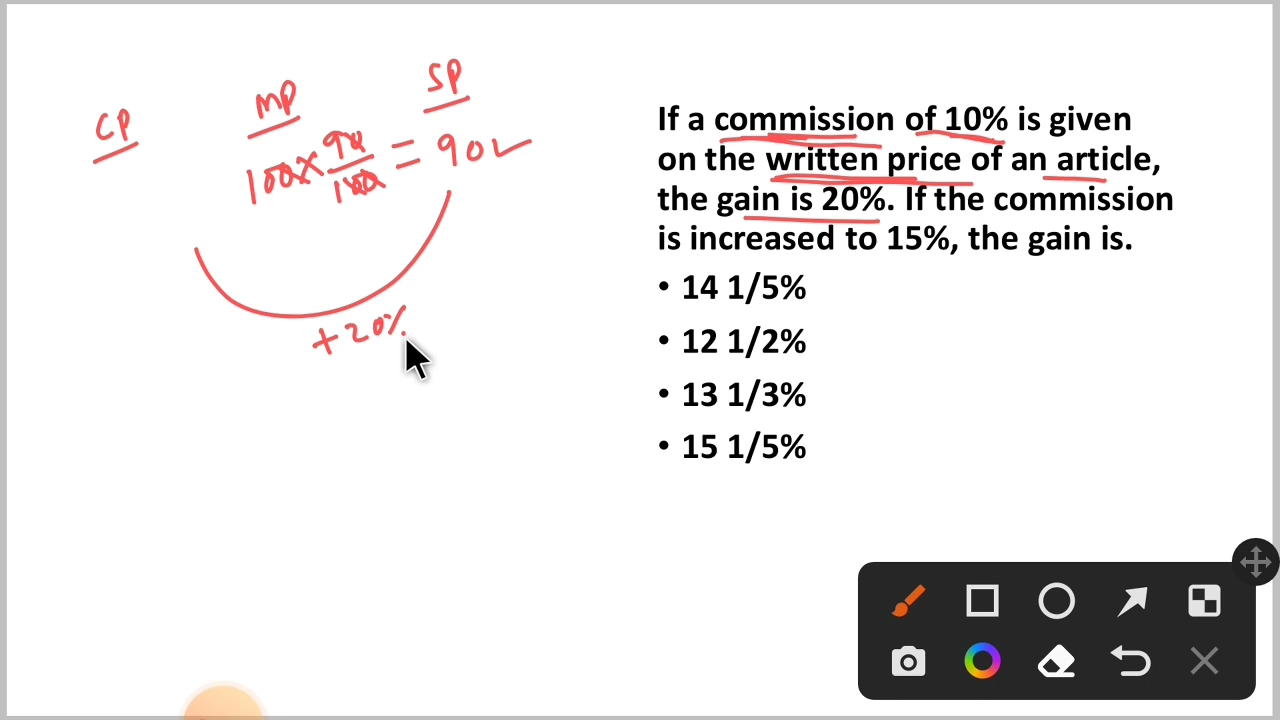 CP MP SP
100 × 90/100 = 90
+20%
If a commission of 10% is given
on the written price of an article,
the gain is 20%. If the commission
is increased to 15%, the gain is.
• 14 1/5%
• 12 1/2%
• 13 1/3%
• 15 1/5%